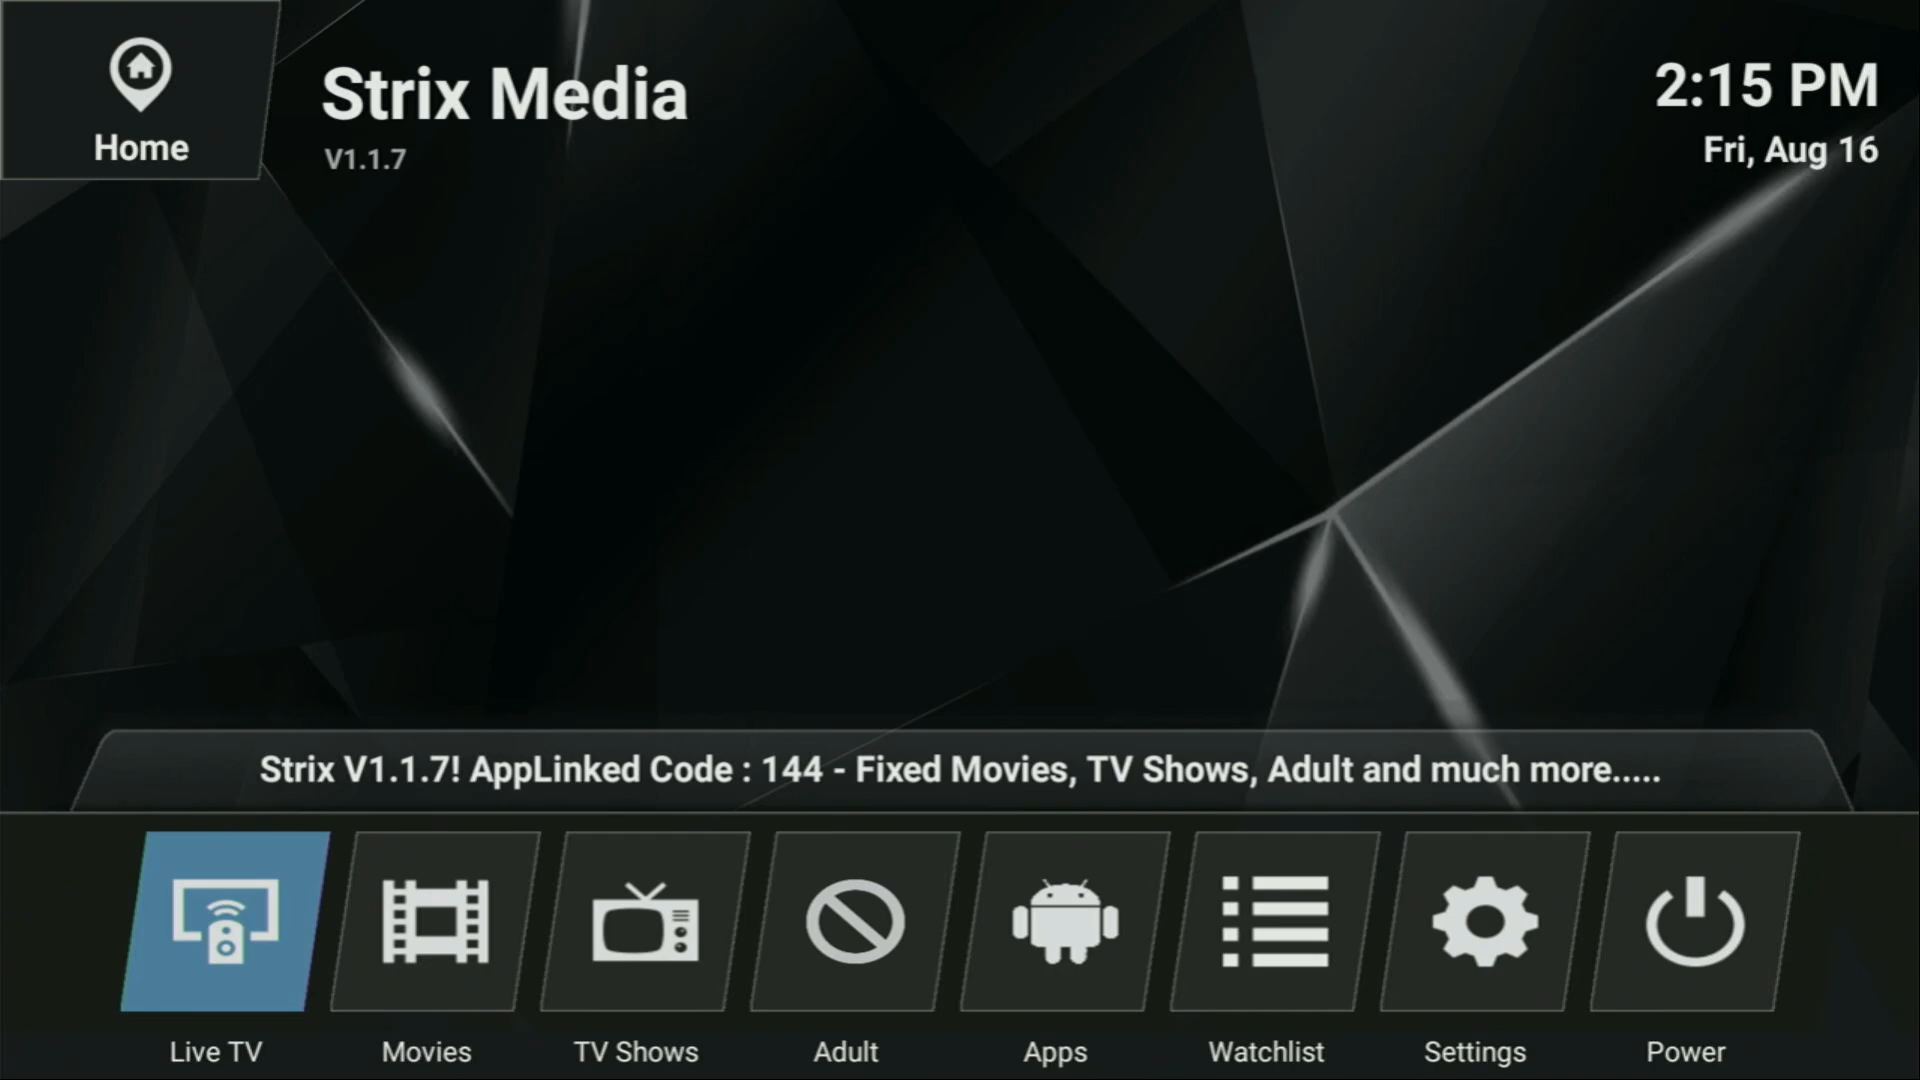 Home
Strix Media
V1.1.7
2:15 PM
Fri, Aug 16
Strix V1.1.7! AppLinked Code : 144 - Fixed Movies, TV Shows, Adult and much more.....
Live TV
Movies
TV Shows
Adult
Apps
Watchlist
Settings
Power